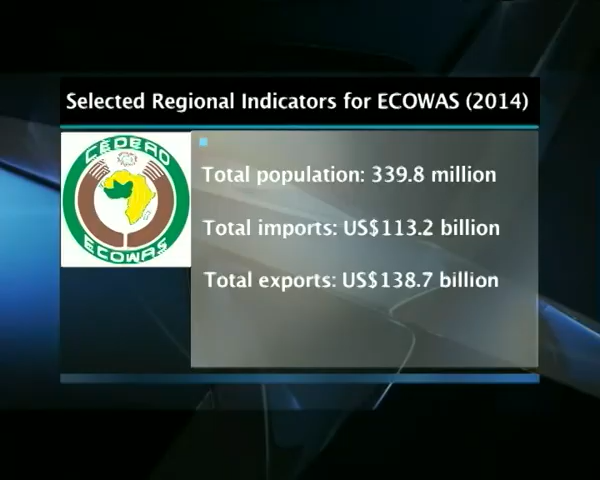 Selected Regional Indicators for ECOWAS (2014)
CEDEAO
ECOWAS
Total population: 339.8 million
Total imports: US$113.2 billion
Total exports: US$138.7 billion